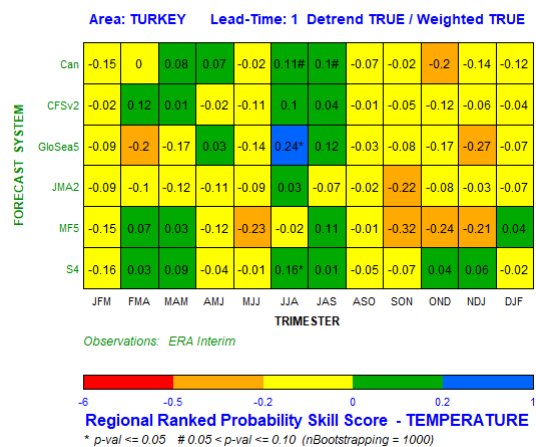 Area: TURKEY Lead-Time: 1 Detrend TRUE / Weighted TRUE
FORECAST SYSTEM
Can -0.15 0 0.08 0.07 -0.02 0.11# 0.1# -0.07 -0.02 -0.2 -0.14 -0.12
CFSv2 -0.02 0.12 0.01 -0.02 -0.11 0.1 0.04 -0.01 -0.05 -0.12 -0.06 -0.04
GloSea5 -0.09 -0.2 -0.17 0.03 -0.14 0.24* 0.12 -0.03 -0.08 -0.17 -0.27 -0.07
JMA2 -0.09 -0.1 -0.12 -0.11 -0.09 0.03 -0.07 -0.02 -0.22 -0.08 -0.03 -0.07
MF5 -0.15 0.07 0.03 -0.12 -0.23 -0.02 0.11 -0.01 -0.32 -0.24 -0.21 0.04
S4 -0.16 0.03 0.09 -0.04 -0.01 0.16* 0.01 -0.05 -0.07 0.04 0.06 -0.02
JFM FMA MAM AMJ MJJ JJA JAS ASO SON OND NDJ DJF
TRIMESTER
Observations: ERA Interim
-6 -0.5 -0.2 0 0.2 1
Regional Ranked Probability Skill Score - TEMPERATURE
* p-val <= 0.05 # 0.05 < p-val <= 0.10 (nBootstrapping = 1000)